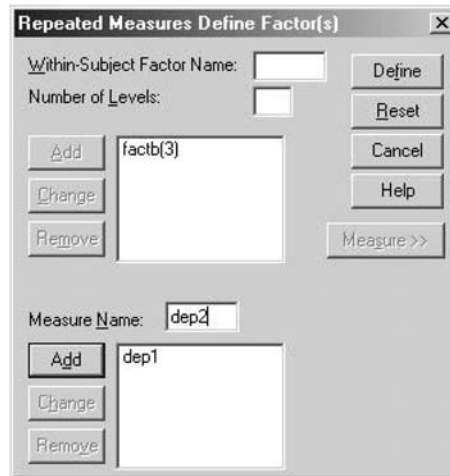 Repeated Measures Define Factor(s)
Within-Subject Factor Name:
Define
Number of Levels:
Reset
Add
factb(3)
Cancel
Change
Help
Remove
Measure >>
Measure Name: dep2
Add
dep1
Change
Remove